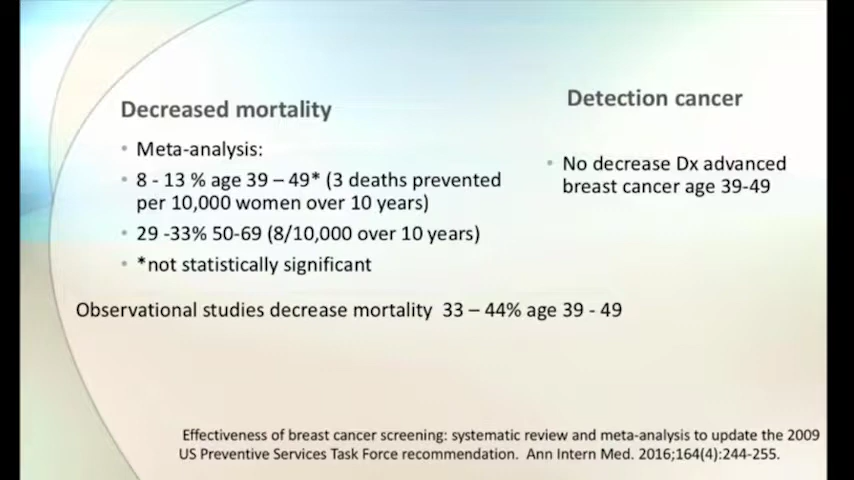 Decreased mortality
• Meta-analysis:
• 8 - 13 % age 39 – 49* (3 deaths prevented
per 10,000 women over 10 years)
• 29 -33% 50-69 (8/10,000 over 10 years)
• *not statistically significant
Detection cancer
• No decrease Dx advanced
breast cancer age 39-49
Observational studies decrease mortality 33 – 44% age 39 - 49
Effectiveness of breast cancer screening: systematic review and meta-analysis to update the 2009
US Preventive Services Task Force recommendation. Ann Intern Med. 2016;164(4):244-255.